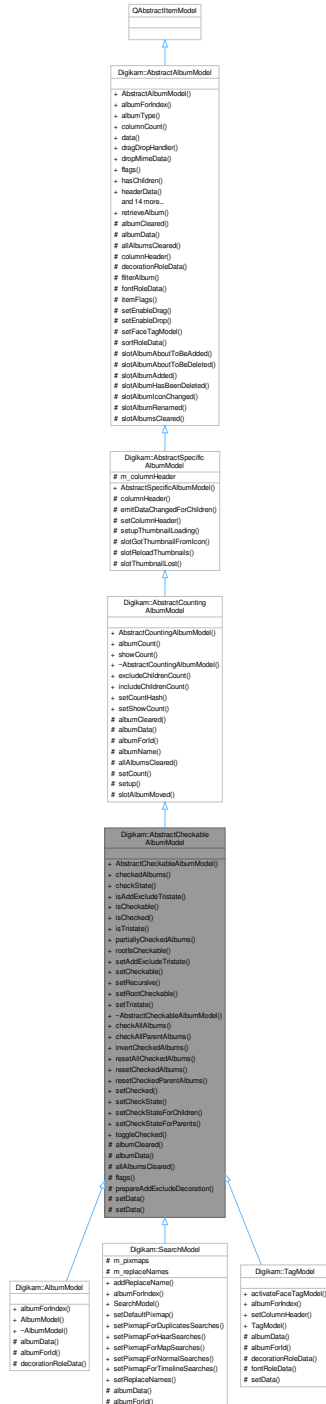 QAbstractItemModel
Digikam::AbstractAlbumModel
+ AbstractAlbumModel()
+ albumForIndex()
+ albumType()
+ columnCount()
+ data()
+ dragDropHandler()
+ dropMimeData()
+ flags()
+ hasChildren()
+ headerData()
and 14 more...
+ retrieveAlbum()
# albumCleared()
# albumData()
# allAlbumsCleared()
# columnHeader()
# decorationRoleData()
# filterAlbum()
# fontRoleData()
# itemFlags()
# setEnableDrag()
# setEnableDrop()
# setFaceTagModel()
# sortRoleData()
# slotAlbumAboutToBeAdded()
# slotAlbumAboutToBeDeleted()
# slotAlbumAdded()
# slotAlbumHasBeenDeleted()
# slotAlbumIconChanged()
# slotAlbumRenamed()
# slotAlbumsCleared()
Digikam::AbstractSpecific
AlbumModel
# m_columnHeader
+ AbstractSpecificAlbumModel()
# columnHeader()
# emitDataChangedForChildren()
# setColumnHeader()
# setupThumbnailLoading()
# slotGotThumbnailFromIcon()
# slotReloadThumbnails()
# slotThumbnailLost()
Digikam::AbstractCounting
AlbumModel
+ AbstractCountingAlbumModel()
+ albumCount()
+ showCount()
+ ~AbstractCountingAlbumModel()
+ excludeChildrenCount()
+ includeChildrenCount()
+ setCountHash()
+ setShowCount()
# albumCleared()
# albumData()
# albumForId()
# albumName()
# allAlbumsCleared()
# setCount()
# setup()
# slotAlbumMoved()
Digikam::AbstractCheckable
AlbumModel
+ AbstractCheckableAlbumModel()
+ checkedAlbums()
+ checkState()
+ isAddExcludeTristate()
+ isCheckable()
+ isChecked()
+ isTristate()
+ partiallyCheckedAlbums()
+ rootIsCheckable()
+ setAddExcludeTristate()
+ setCheckable()
+ setRecursive()
+ setRootCheckable()
+ setTristate()
+ ~AbstractCheckableAlbumModel()
+ checkAllAlbums()
+ checkAllParentAlbums()
+ invertCheckedAlbums()
+ resetAllCheckedAlbums()
+ resetCheckedAlbums()
+ resetCheckedParentAlbums()
+ setChecked()
+ setCheckState()
+ setCheckStateForChildren()
+ setCheckStateForParents()
+ toggleChecked()
# albumCleared()
# albumData()
# allAlbumsCleared()
# flags()
# prepareAddExcludeDecoration()
# setData()
# setData()
Digikam::AlbumModel
+ albumForIndex()
+ AlbumModel()
+ ~AlbumModel()
# albumData()
# albumForId()
# decorationRoleData()
Digikam::SearchModel
# m_pixmaps
# m_replaceNames
+ addReplaceName()
+ albumForIndex()
+ SearchModel()
+ setDefaultPixmap()
+ setPixmapForDuplicatesSearches()
+ setPixmapForHaarSearches()
+ setPixmapForMapSearches()
+ setPixmapForNormalSearches()
+ setPixmapForTimelineSearches()
+ setReplaceNames()
# albumData()
# albumForId()
Digikam::TagModel
+ activateFaceTagModel()
+ albumForIndex()
+ setColumnHeader()
+ TagModel()
# albumData()
# albumForId()
# decorationRoleData()
# fontRoleData()
# setData()